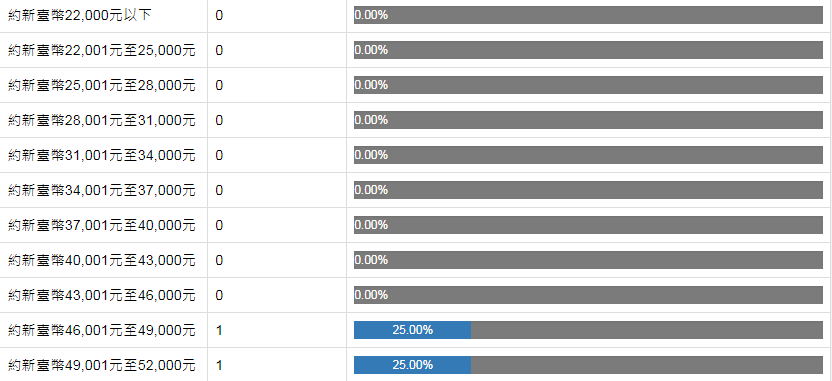 約新臺幣22,000元以下 0 0.00%
約新臺幣22,001元至25,000元 0 0.00%
約新臺幣25,001元至28,000元 0 0.00%
約新臺幣28,001元至31,000元 0 0.00%
約新臺幣31,001元至34,000元 0 0.00%
約新臺幣34,001元至37,000元 0 0.00%
約新臺幣37,001元至40,000元 0 0.00%
約新臺幣40,001元至43,000元 0 0.00%
約新臺幣43,001元至46,000元 0 0.00%
約新臺幣46,001元至49,000元 1 25.00%
約新臺幣49,001元至52,000元 1 25.00%